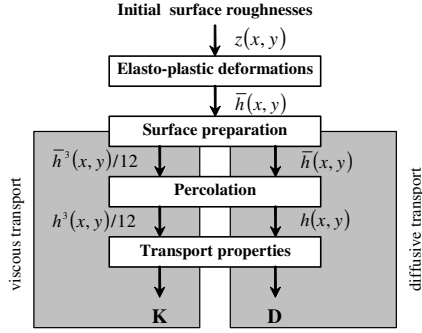 Initial surface roughnesses
z(x, y)
Elasto-plastic deformations
h̅(x, y)
Surface preparation
h̅³(x, y)/12
h̅(x, y)
Percolation
h³(x, y)/12
h(x, y)
Transport properties
K
D
viscous transport
diffusive transport